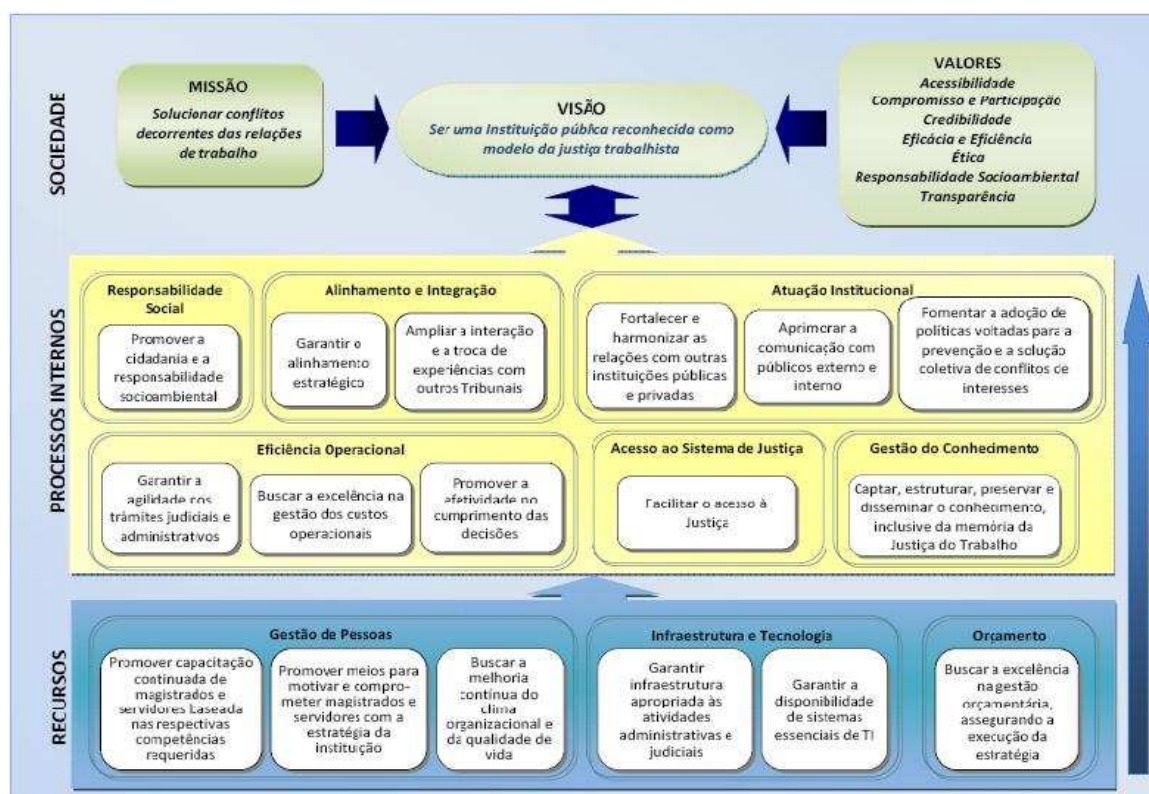 SOCIEDADE
MISSÃO
Solucionar conflitos
decorrentes das relações
de trabalho
VISÃO
Ser uma Instituição pública reconhecida como
modelo da justiça trabalhista
VALORES
Acessibilidade
Compromisso e Participação
Credibilidade
Eficácia e Eficiência
Ética
Responsabilidade Socioambiental
Transparência
PROCESSOS INTERNOS
Responsabilidade
Social
Promover a
cidadania e a
responsabilidade
socioambiental
Alinhamento e Integração
Garantir o
alinhamento
estratégico
Ampliar a interação
e a troca de
experiências com
outros Tribunais
Atuação Institucional
Fortalecer e
harmonizar as
relações com outras
instituições públicas
e privadas
Aprimorar a
comunicação com
públicos externo e
interno
Fomentar a adoção de
políticas voltadas para a
prevenção e a solução
coletiva de conflitos de
interesses
Eficiência Operacional
Garantir a
agilidade nos
trâmites judiciais e
administrativos
Buscar a excelência na
gestão dos custos
operacionais
Promover a
efetividade no
cumprimento das
decisões
Acesso ao Sistema de Justiça
Facilitar o acesso à
Justiça
Gestão do Conhecimento
Captar, estruturar, preservar e
disseminar o conhecimento,
inclusive da memória da
Justiça do Trabalho
RECURSOS
Gestão de Pessoas
Promover capacitação
continuada de
magistrados e
servidores baseada
nas respectivas
competências
requeridas
Promover meios para
motivar e compro-
meter magistrados e
servidores com a
estratégia da
instituição
Buscar a
melhoria
contínua do
clima
organizacional e
da qualidade de
vida
Infraestrutura e Tecnologia
Garantir
infraestrutura
apropriada às
atividades
administrativas e
judiciais
Garantir a
disponibilidade
de sistemas
essenciais de TI
Orçamento
Buscar a excelência
na gestão
orçamentária,
assegurando a
execução da
estratégia